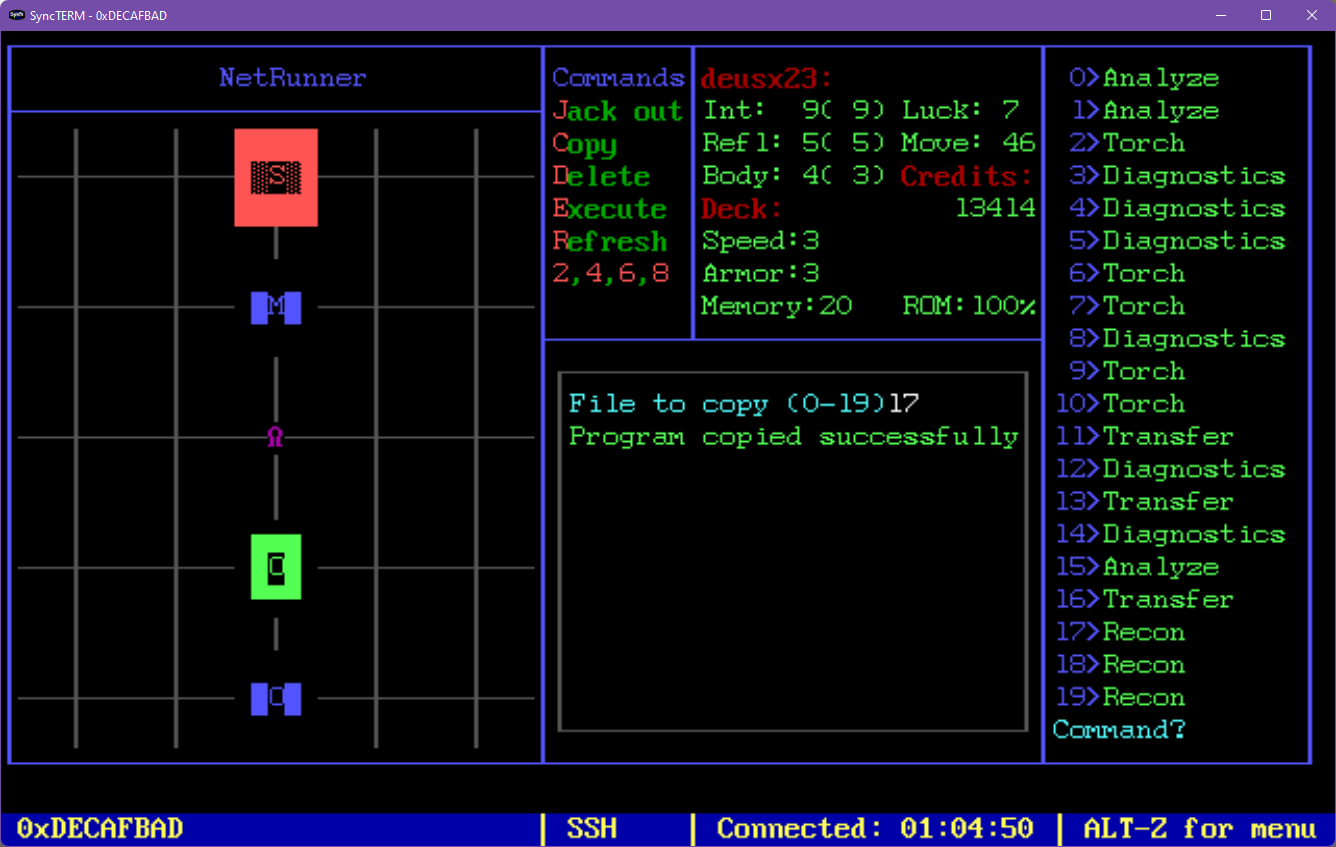 SyncTERM - 0xDECAFBAD
NetRunner
S
M
C
C
Commands
Jack out
Copy
Delete
Execute
Refresh
2,4,6,8
deusx23:
Int: 9( 9) Luck: 7
Refl: 5( 5) Move: 46
Body: 4( 3) Credits:
Deck: 13414
Speed:3
Armor:3
Memory:20 ROM:100%
File to copy (0-19)17
Program copied successfully
0>Analyze
1>Analyze
2>Torch
3>Diagnostics
4>Diagnostics
5>Diagnostics
6>Torch
7>Torch
8>Diagnostics
9>Torch
10>Torch
11>Transfer
12>Diagnostics
13>Transfer
14>Diagnostics
15>Analyze
16>Transfer
17>Recon
18>Recon
19>Recon
Command?
0xDECAFBAD | SSH | Connected: 01:04:50 | ALT-Z for menu